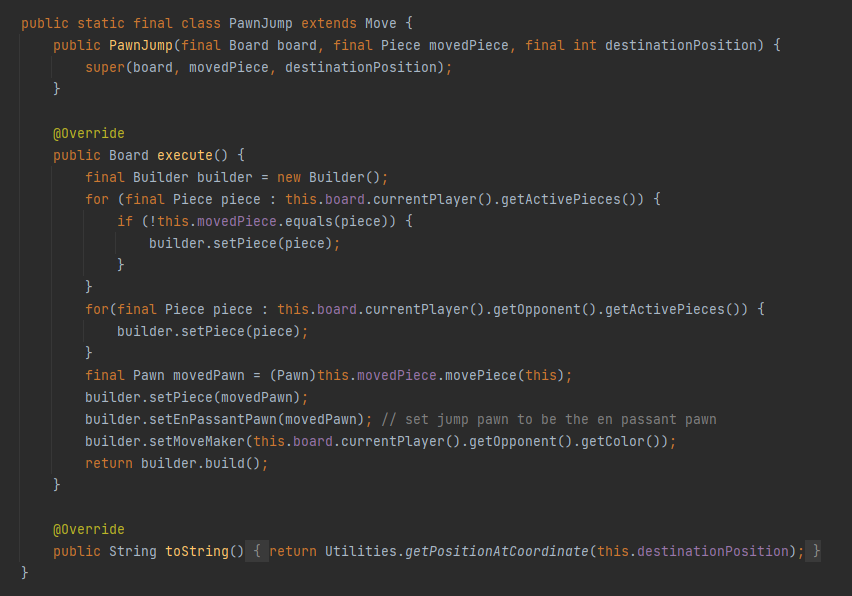 public static final class PawnJump extends Move {
    public PawnJump(final Board board, final Piece movedPiece, final int destinationPosition) {
        super(board, movedPiece, destinationPosition);
    }

    @Override
    public Board execute() {
        final Builder builder = new Builder();
        for (final Piece piece : this.board.currentPlayer().getActivePieces()) {
            if (!this.movedPiece.equals(piece)) {
                builder.setPiece(piece);
            }
        }
        for(final Piece piece : this.board.currentPlayer().getOpponent().getActivePieces()) {
            builder.setPiece(piece);
        }
        final Pawn movedPawn = (Pawn)this.movedPiece.movePiece(this);
        builder.setPiece(movedPawn);
        builder.setEnPassantPawn(movedPawn); // set jump pawn to be the en passant pawn
        builder.setMoveMaker(this.board.currentPlayer().getOpponent().getColor());
        return builder.build();
    }

    @Override
    public String toString() { return Utilities.getPositionAtCoordinate(this.destinationPosition); }
}